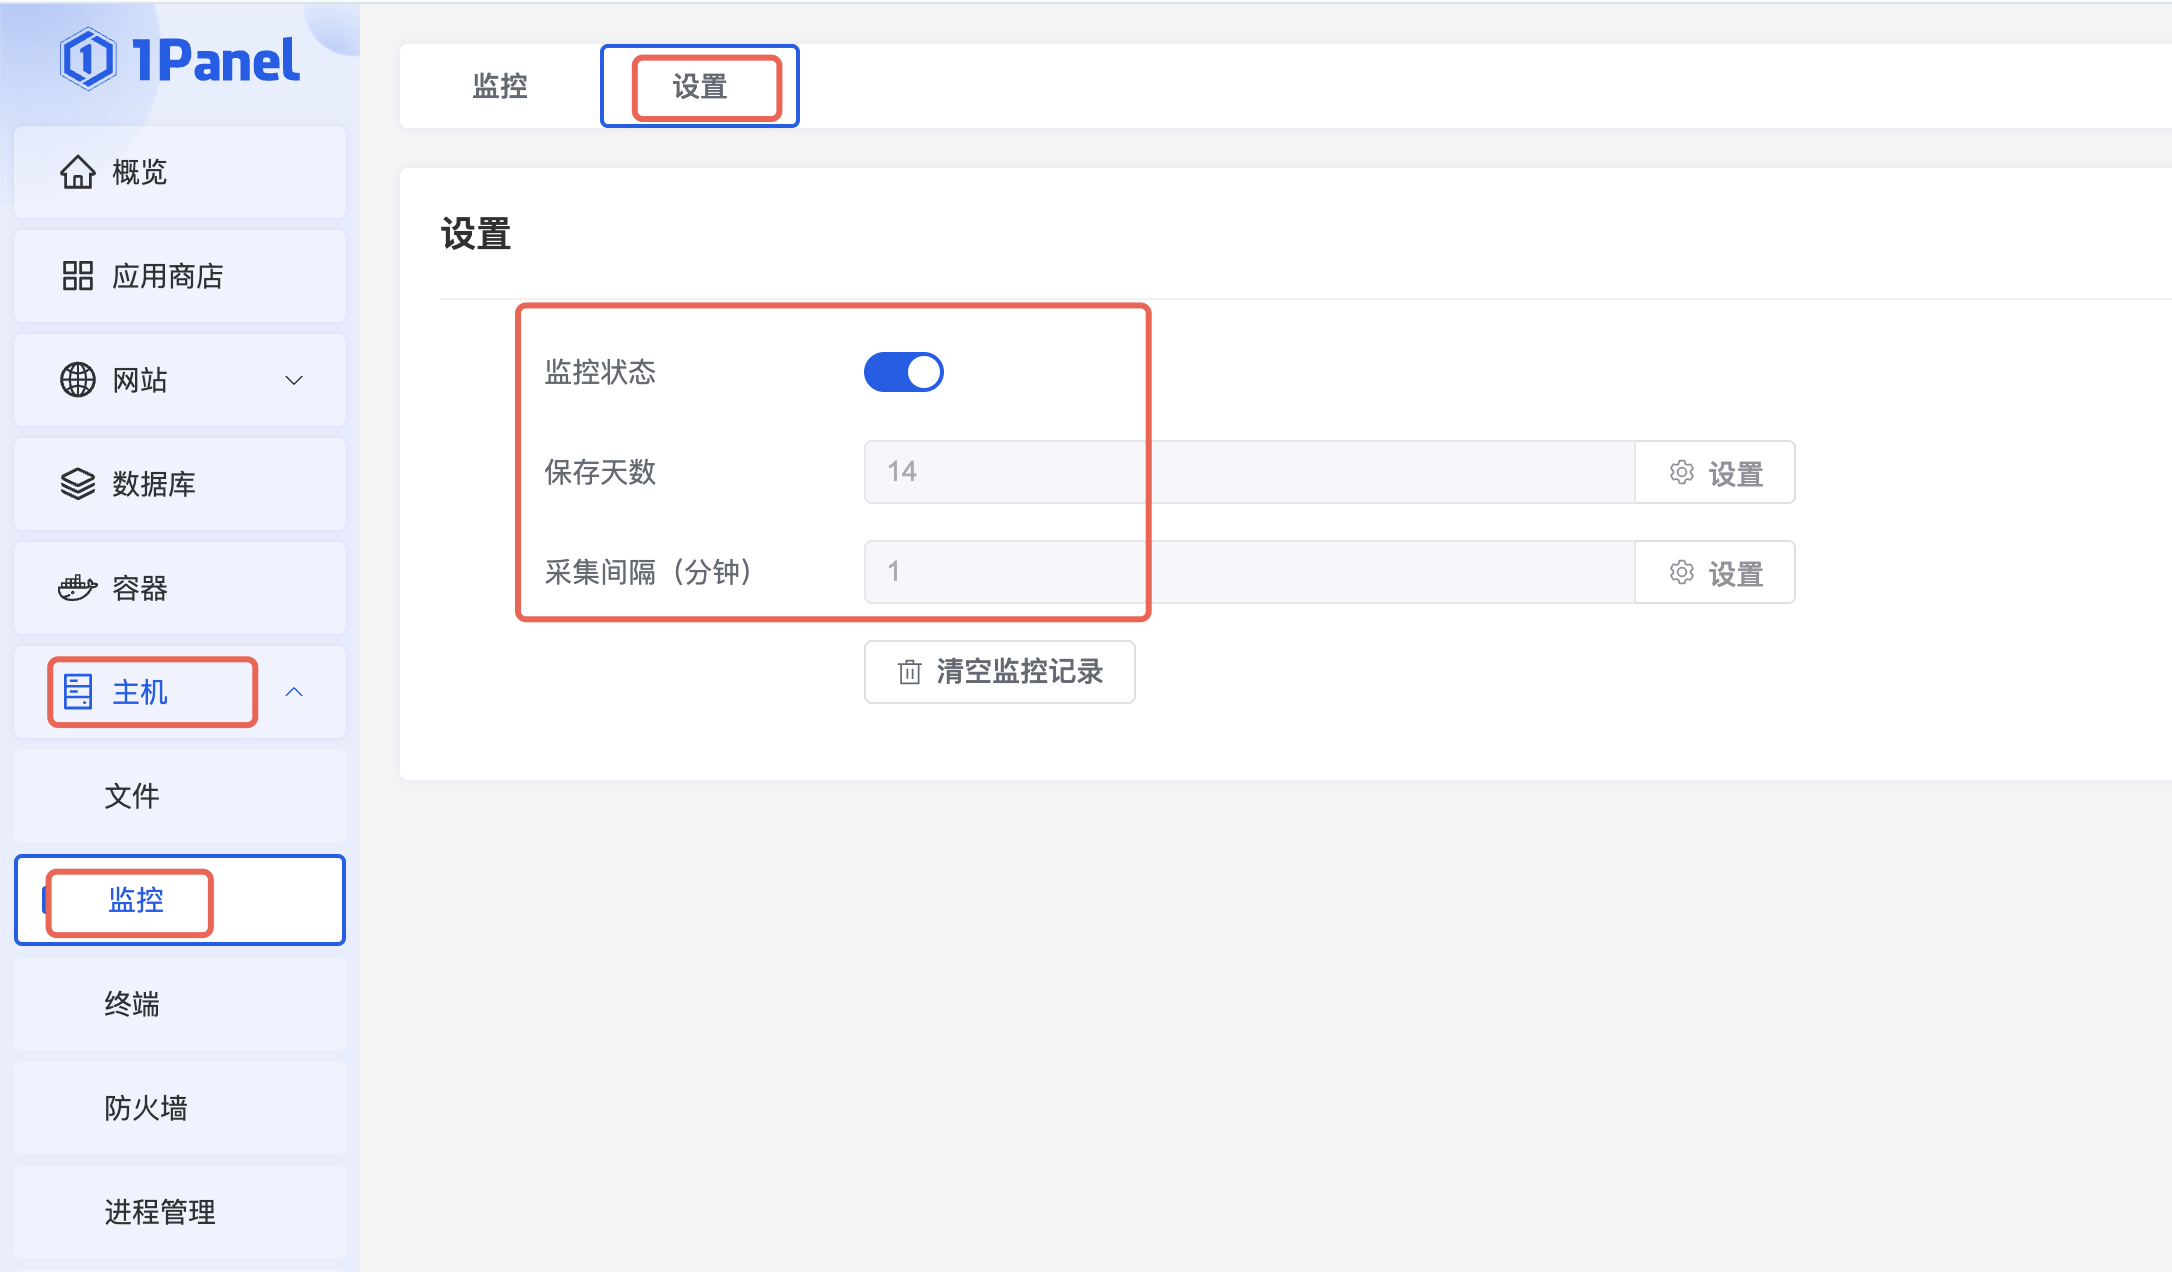 1Panel
概览
应用商店
网站
数据库
容器
主机
文件
监控
终端
防火墙
进程管理
监控 设置
设置
监控状态
保存天数 14 设置
采集间隔（分钟） 1 设置
清空监控记录